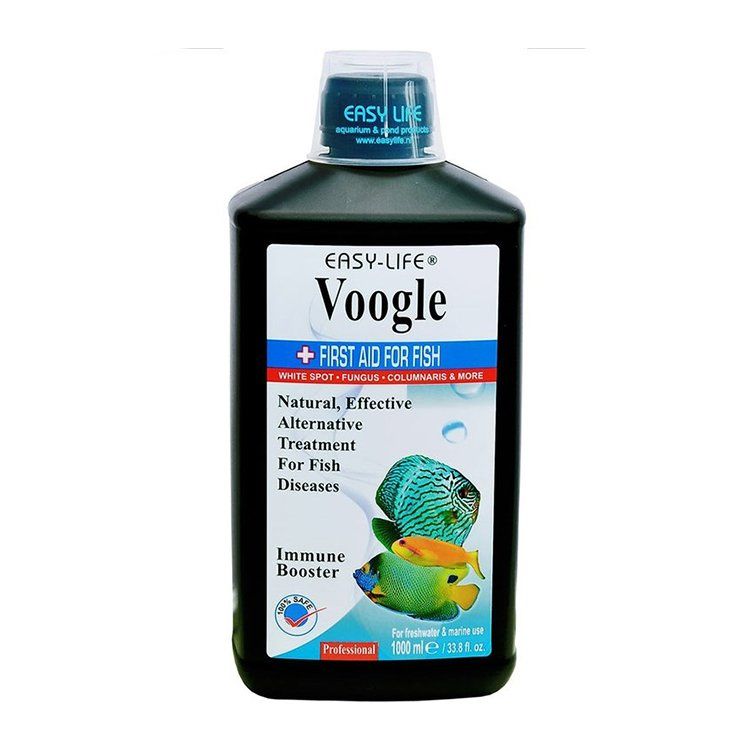 EASY LIFE
aquarium & pond products
www.easylife.nl
EASY-LIFE®
Voogle
+ FIRST AID FOR FISH
WHITE SPOT • FUNGUS • COLUMNARIS & MORE
Natural, Effective
Alternative
Treatment
For Fish
Diseases
Immune
Booster
100% SAFE
For freshwater & marine use
Professional
1000 ml e / 33.8 fl. oz.